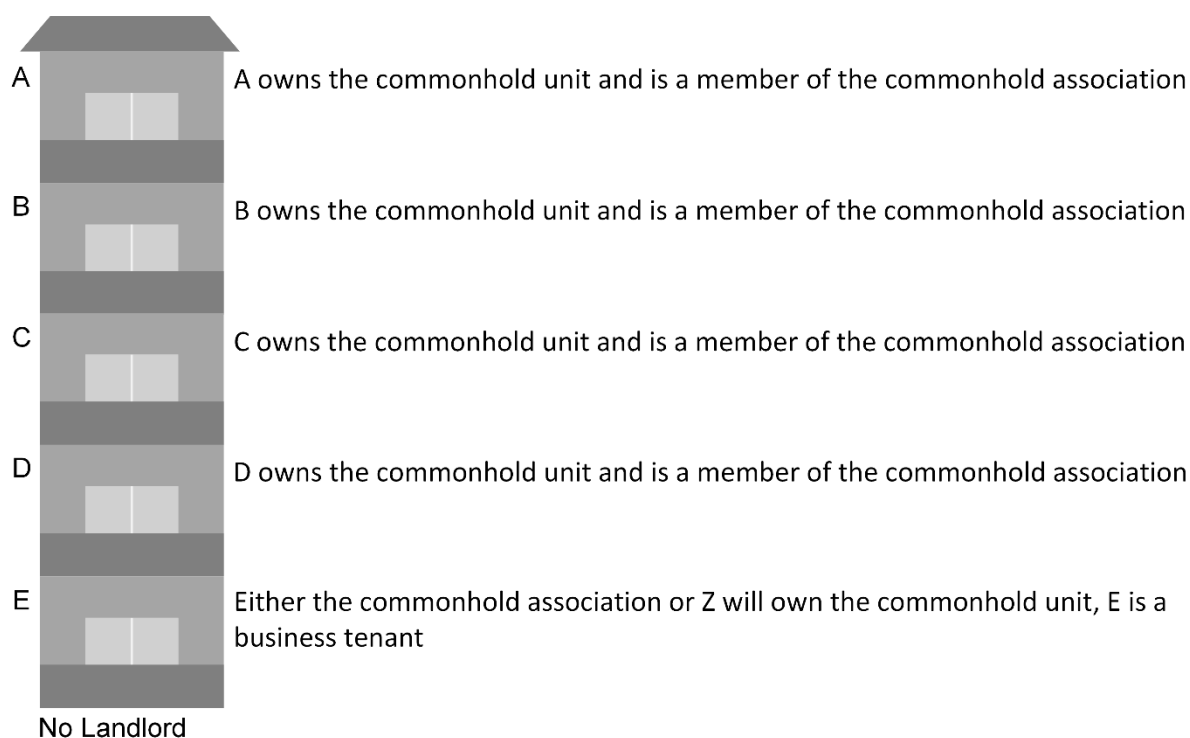 A
A owns the commonhold unit and is a member of the commonhold association
B
B owns the commonhold unit and is a member of the commonhold association
C
C owns the commonhold unit and is a member of the commonhold association
D
D owns the commonhold unit and is a member of the commonhold association
E
Either the commonhold association or Z will own the commonhold unit, E is a
business tenant
No Landlord